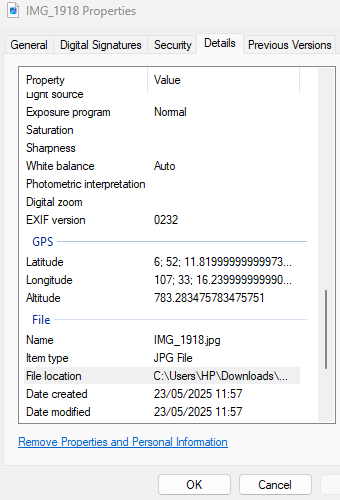 IMG_1918 Properties
General Digital Signatures Security Details Previous Versions
Property Value
Light source
Exposure program Normal
Saturation
Sharpness
White balance Auto
Photometric interpretation
Digital zoom
EXIF version 0232
GPS
Latitude 6; 52; 11.81999999999973...
Longitude 107; 33; 16.239999999990...
Altitude 783.283475783475751
File
Name IMG_1918.jpg
Item type JPG File
File location C:\Users\HP\Downloads\...
Date created 23/05/2025 11:57
Date modified 23/05/2025 11:57
Remove Properties and Personal Information
OK Cancel